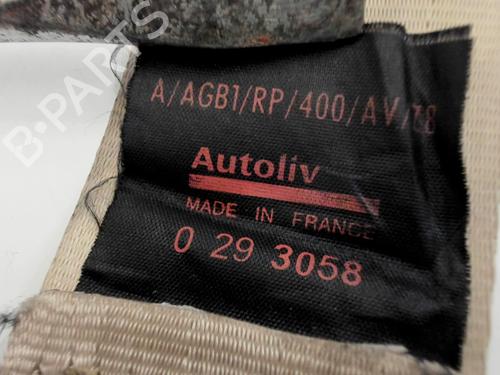 B-PARTS
A/AGB1/RP/400/AV/
Autoliv
MADE IN FRANCE
0 29 3058